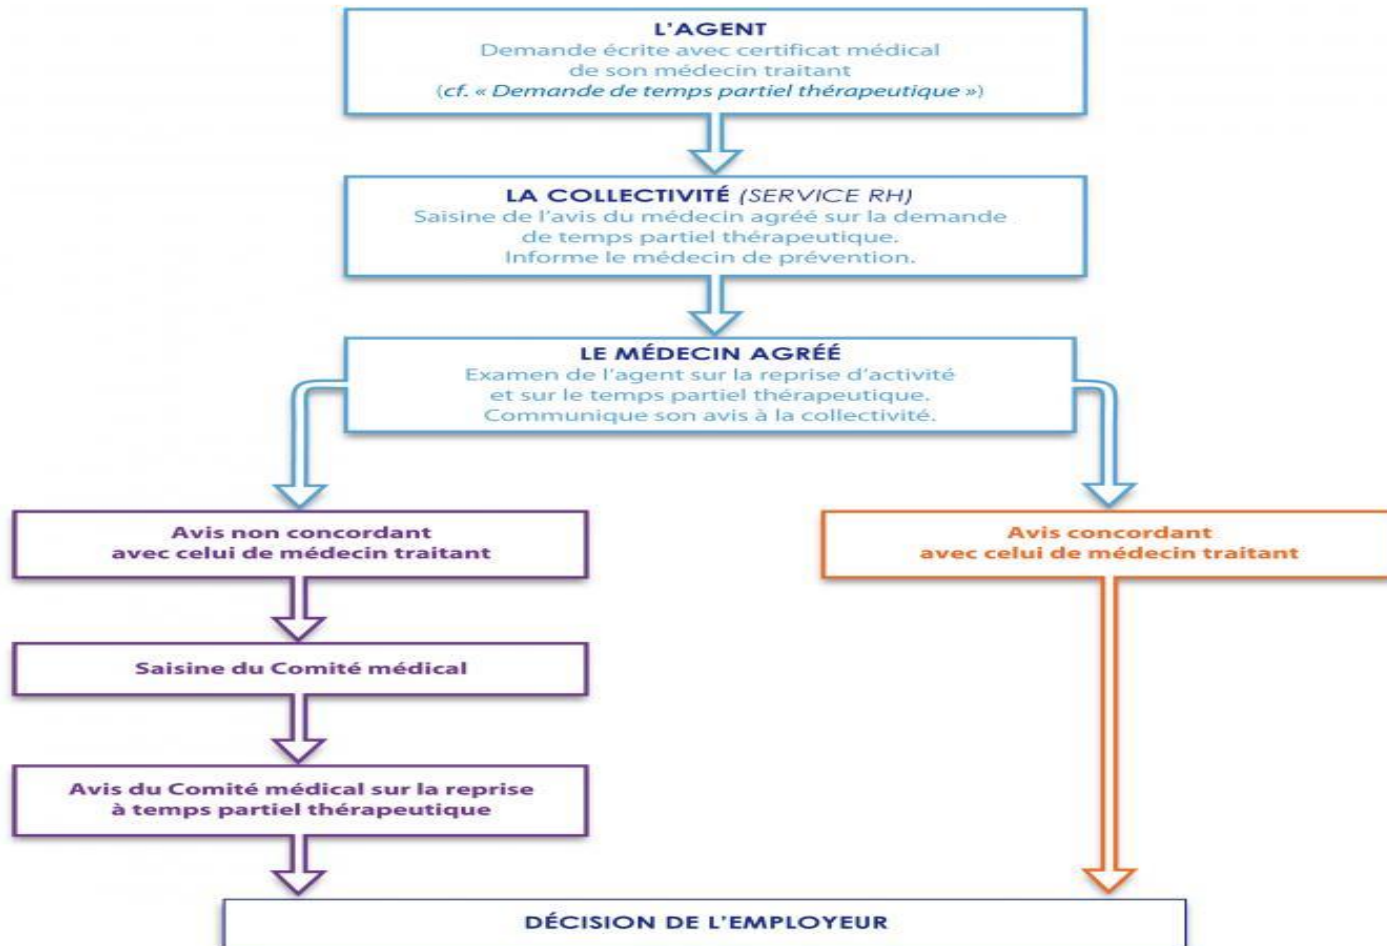 L'AGENT
Demande écrite avec certificat médical
de son médecin traitant
(cf. « Demande de temps partiel thérapeutique »)
LA COLLECTIVITÉ (SERVICE RH)
Saisine de l'avis du médecin agréé sur la demande
de temps partiel thérapeutique.
Informe le médecin de prévention.
LE MÉDECIN AGRÉÉ
Examen de l'agent sur la reprise d'activité
et sur le temps partiel thérapeutique.
Communique son avis à la collectivité.
Avis non concordant
avec celui de médecin traitant
Avis concordant
avec celui de médecin traitant
Saisine du Comité médical
Avis du Comité médical sur la reprise
à temps partiel thérapeutique
DÉCISION DE L'EMPLOYEUR